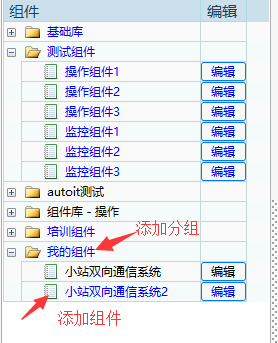 组件 编辑
基础库
测试组件
操作组件1 编辑
操作组件2 编辑
操作组件3 编辑
监控组件1 编辑
监控组件2 编辑
监控组件3 编辑
autoit测试
组件库 - 操作
培训组件
添加分组
我的组件
小站双向通信系统 编辑
小站双向通信系统2 编辑
添加组件